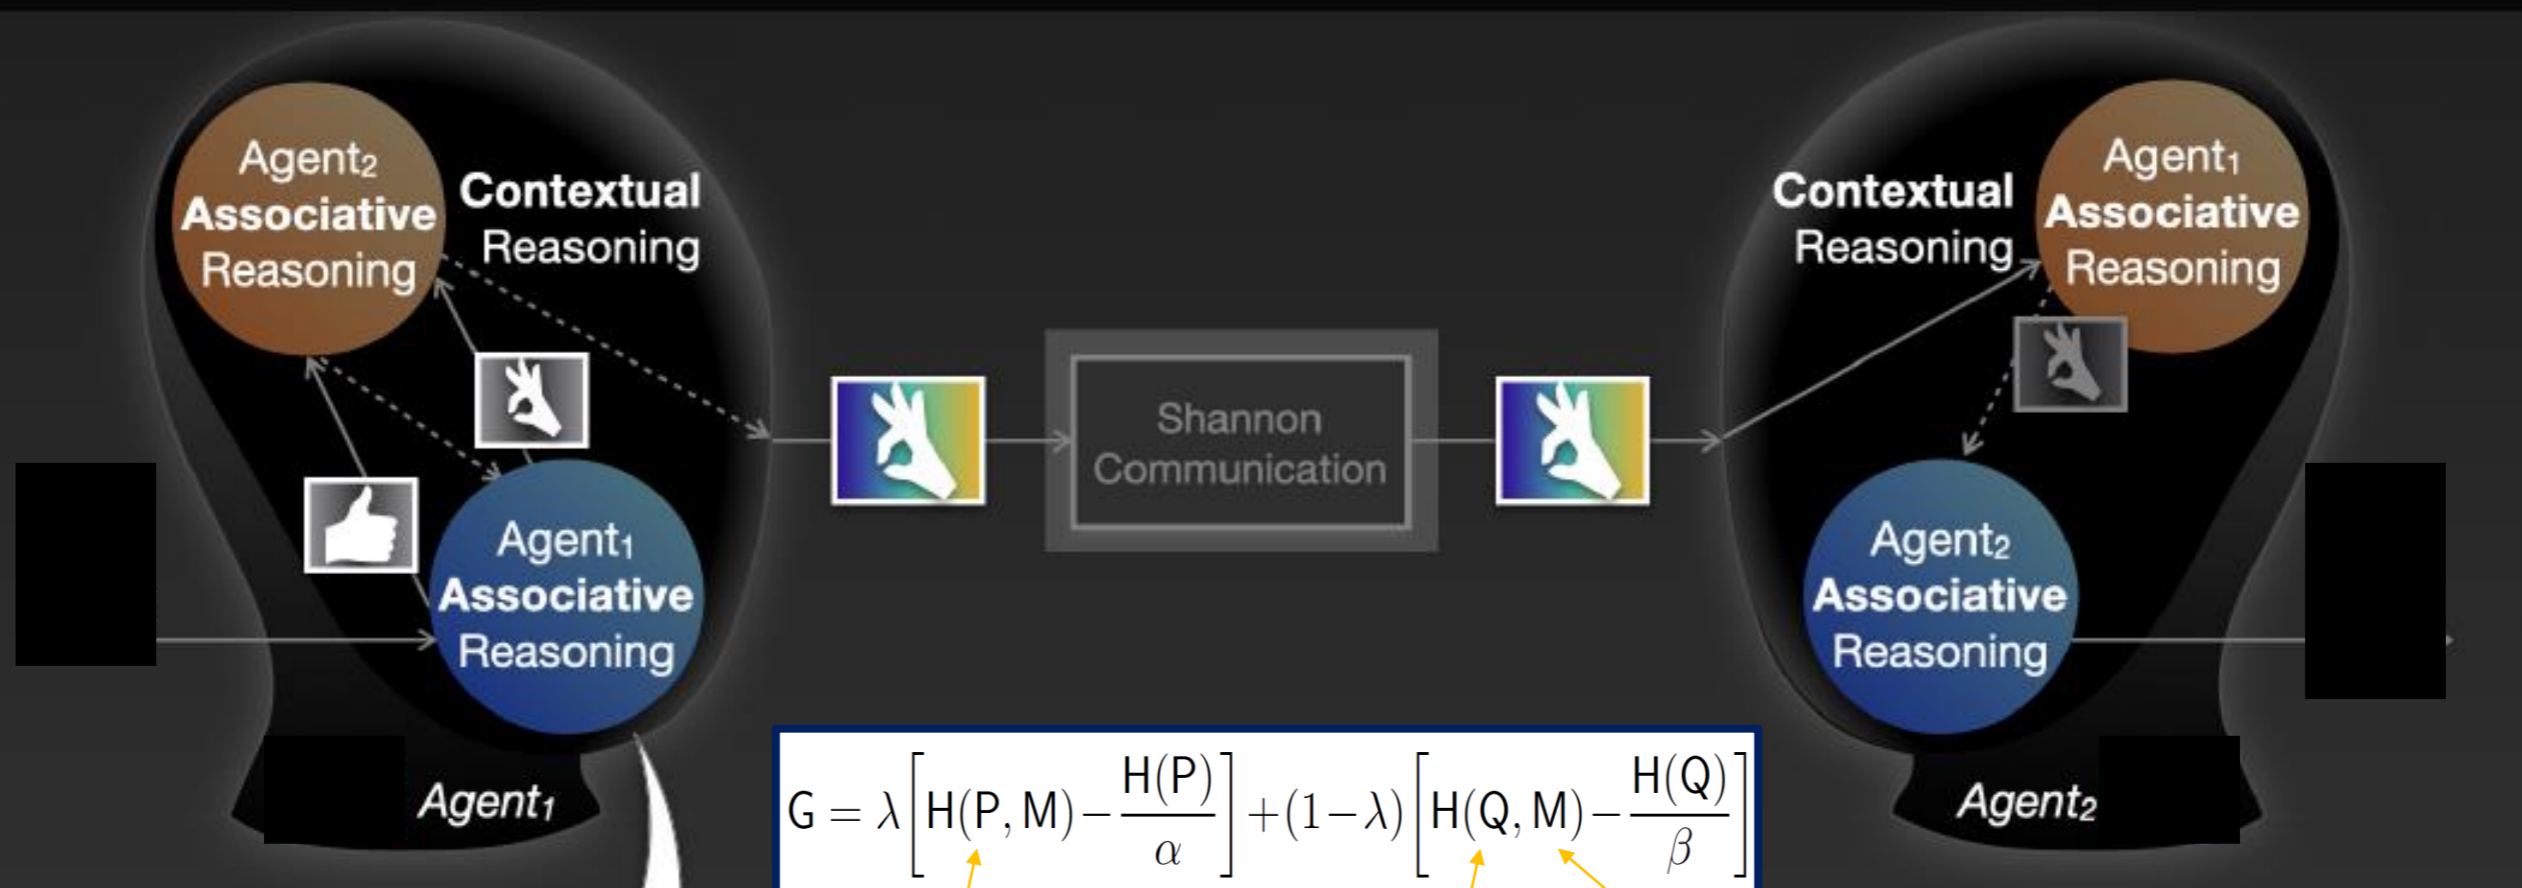 Agent₂
Associative
Reasoning
Contextual
Reasoning
Agent₁
Associative
Reasoning
Agent₁
Shannon
Communication
Contextual
Reasoning
Agent₁
Associative
Reasoning
Agent₂
Associative
Reasoning
Agent₂
G = λ[H(P, M) − H(P)/α] + (1−λ)[H(Q, M) − H(Q)/β]